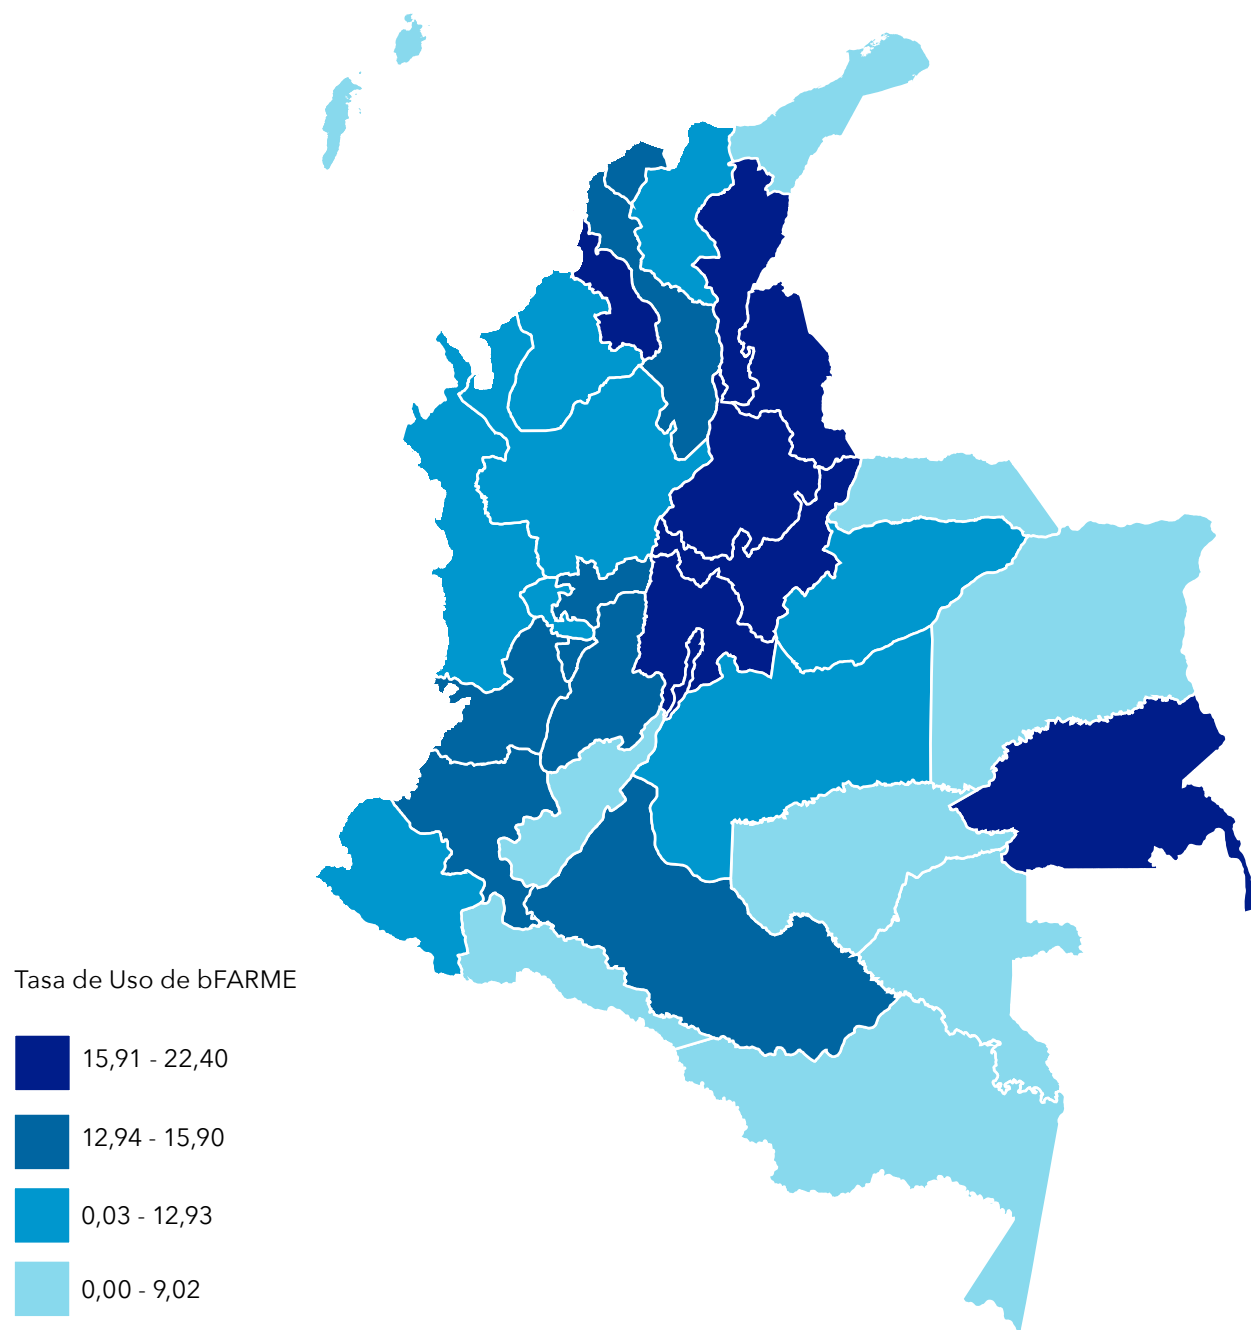 Tasa de Uso de bFARME
15,91 - 22,40
12,94 - 15,90
0,03 - 12,93
0,00 - 9,02